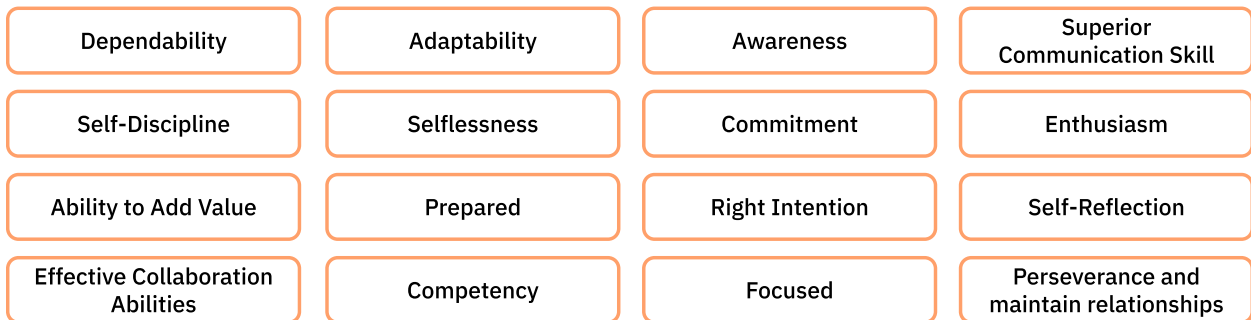 Dependability
Adaptability
Awareness
Superior
Communication Skill
Self-Discipline
Selflessness
Commitment
Enthusiasm
Ability to Add Value
Prepared
Right Intention
Self-Reflection
Effective Collaboration
Abilities
Competency
Focused
Perseverance and
maintain relationships